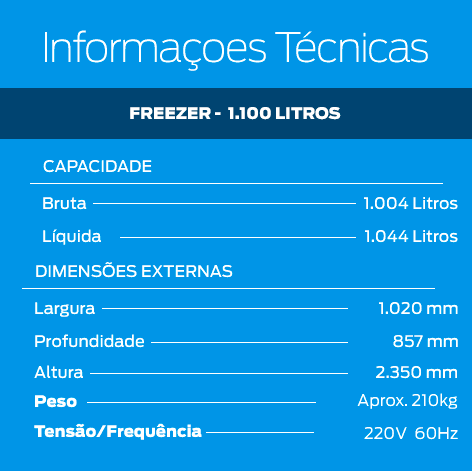 Informaçoes Técnicas
FREEZER - 1.100 LITROS
CAPACIDADE
Bruta 1.004 Litros
Líquida 1.044 Litros
DIMENSÕES EXTERNAS
Largura 1.020 mm
Profundidade 857 mm
Altura 2.350 mm
Peso Aprox. 210kg
Tensão/Frequência 220V 60Hz